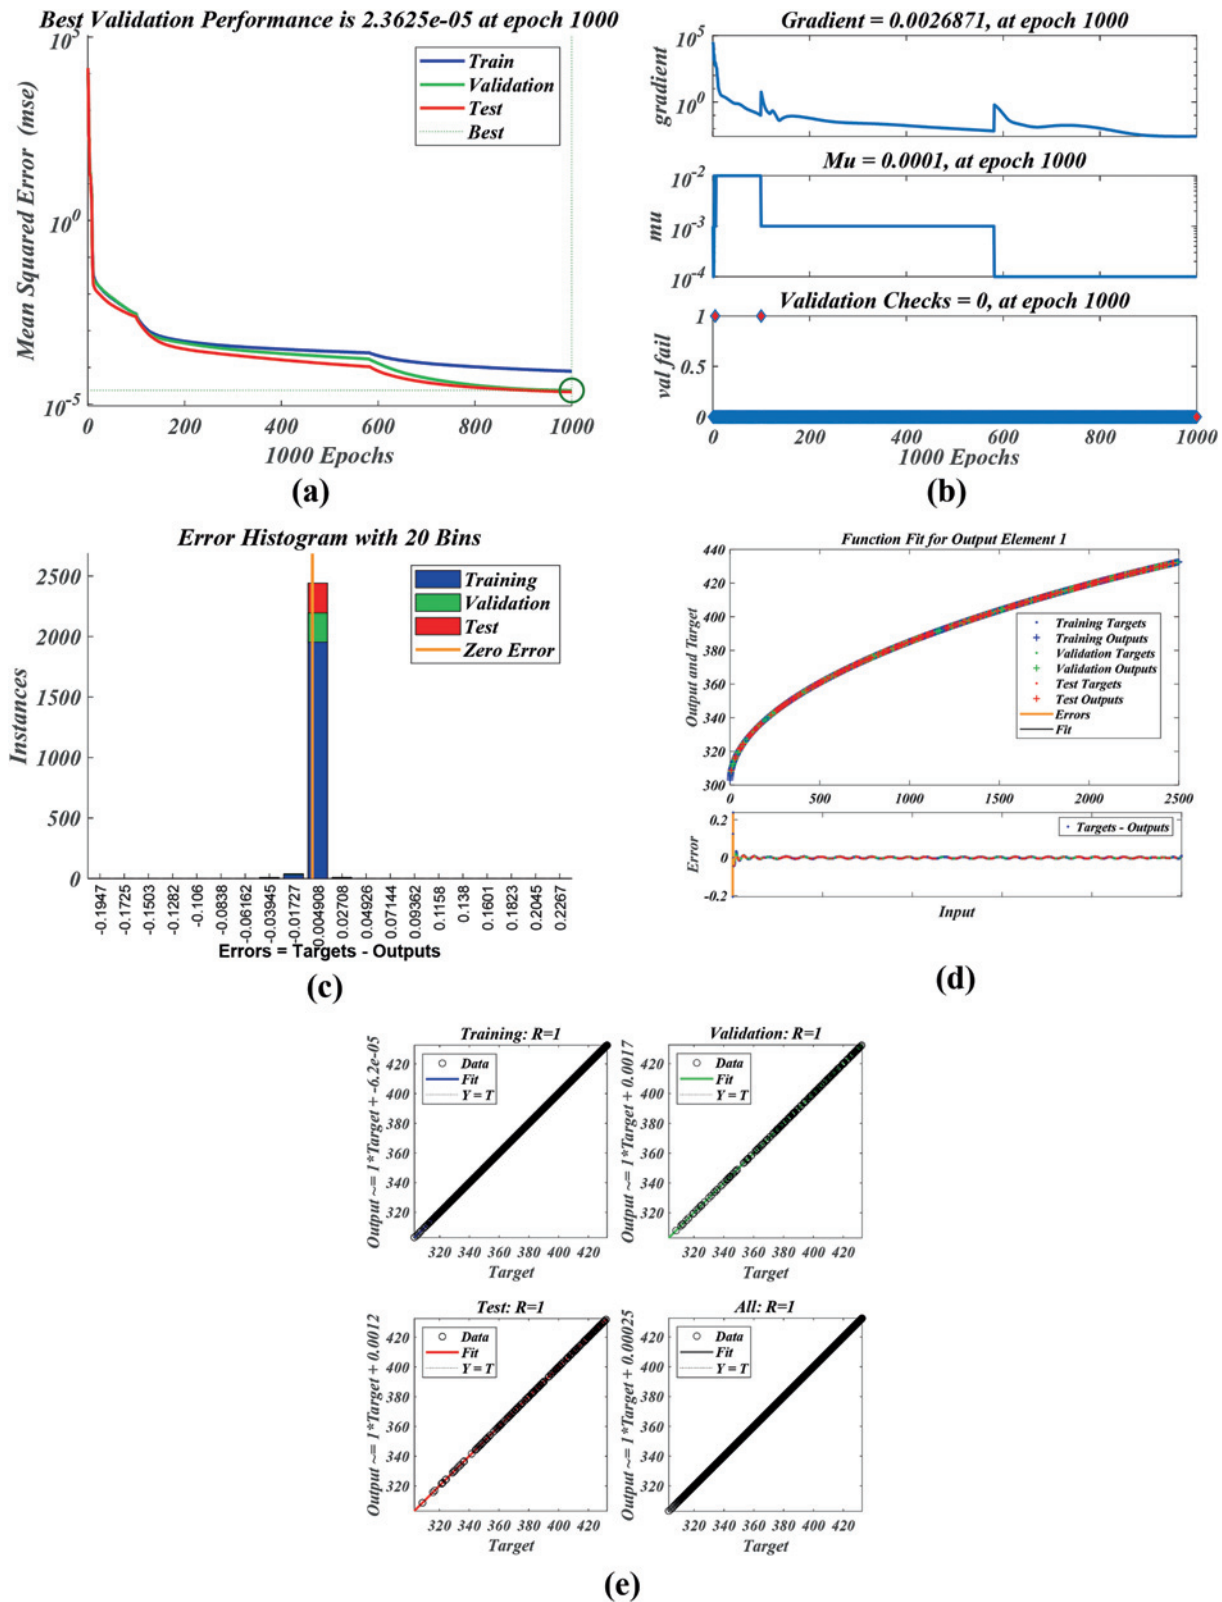 Best Validation Performance is 2.3625e-05 at epoch 1000
10^5
10^0
10^-5
Mean Squared Error (mse)
Train
Validation
Test
Best
0 200 400 600 800 1000
1000 Epochs
(a)
Gradient = 0.0026871, at epoch 1000
10^5
10^0
gradient
0 200 400 600 800 1000
Mu = 0.0001, at epoch 1000
10^-2
10^-3
10^-4
mu
0 200 400 600 800 1000
Validation Checks = 0, at epoch 1000
1
0.5
0
val fail
0 200 400 600 800 1000
1000 Epochs
(b)
Error Histogram with 20 Bins
2500
2000
1500
1000
500
0
Instances
Training
Validation
Test
Zero Error
-0.1947
-0.1725
-0.1503
-0.1282
-0.106
-0.0838
-0.06162
-0.03945
-0.01727
0.004908
0.02708
0.04926
0.07144
0.09362
0.1158
0.138
0.1601
0.1823
0.2045
0.2267
Errors = Targets - Outputs
(c)
Function Fit for Output Element 1
440
420
400
380
360
340
320
300
Output and Target
Training Targets
Training Outputs
Validation Targets
Validation Outputs
Test Targets
Test Outputs
Errors
Fit
0 500 1000 1500 2000 2500
0.2
0
-0.2
Error
Targets - Outputs
Input
(d)
Training: R=1
Output ~= 1*Target + -6.2e-05
420
400
380
360
340
320
Data
Fit
Y = T
320 340 360 380 400 420
Target
Validation: R=1
Output ~= 1*Target + 0.0017
420
400
380
360
340
320
Data
Fit
Y = T
320 340 360 380 400 420
Target
Test: R=1
Output ~= 1*Target + 0.0012
420
400
380
360
340
320
Data
Fit
Y = T
320 340 360 380 400 420
Target
All: R=1
Output ~= 1*Target + 0.00025
420
400
380
360
340
320
Data
Fit
Y = T
320 340 360 380 400 420
Target
(e)